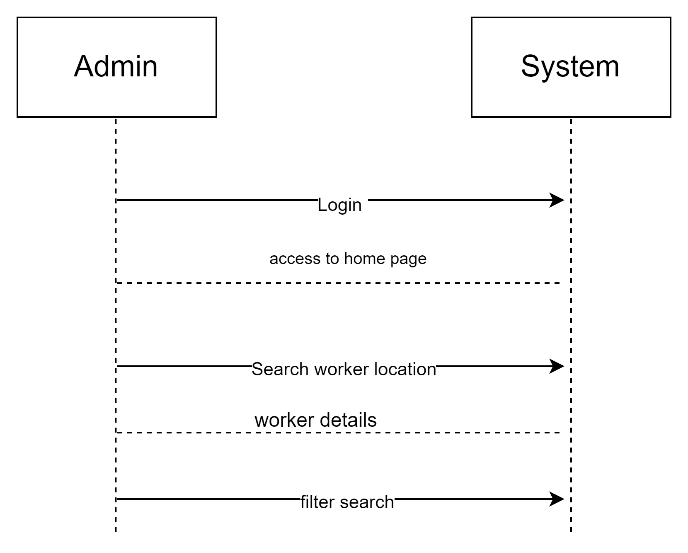 Admin
System
Login
access to home page
Search worker location
worker details
filter search